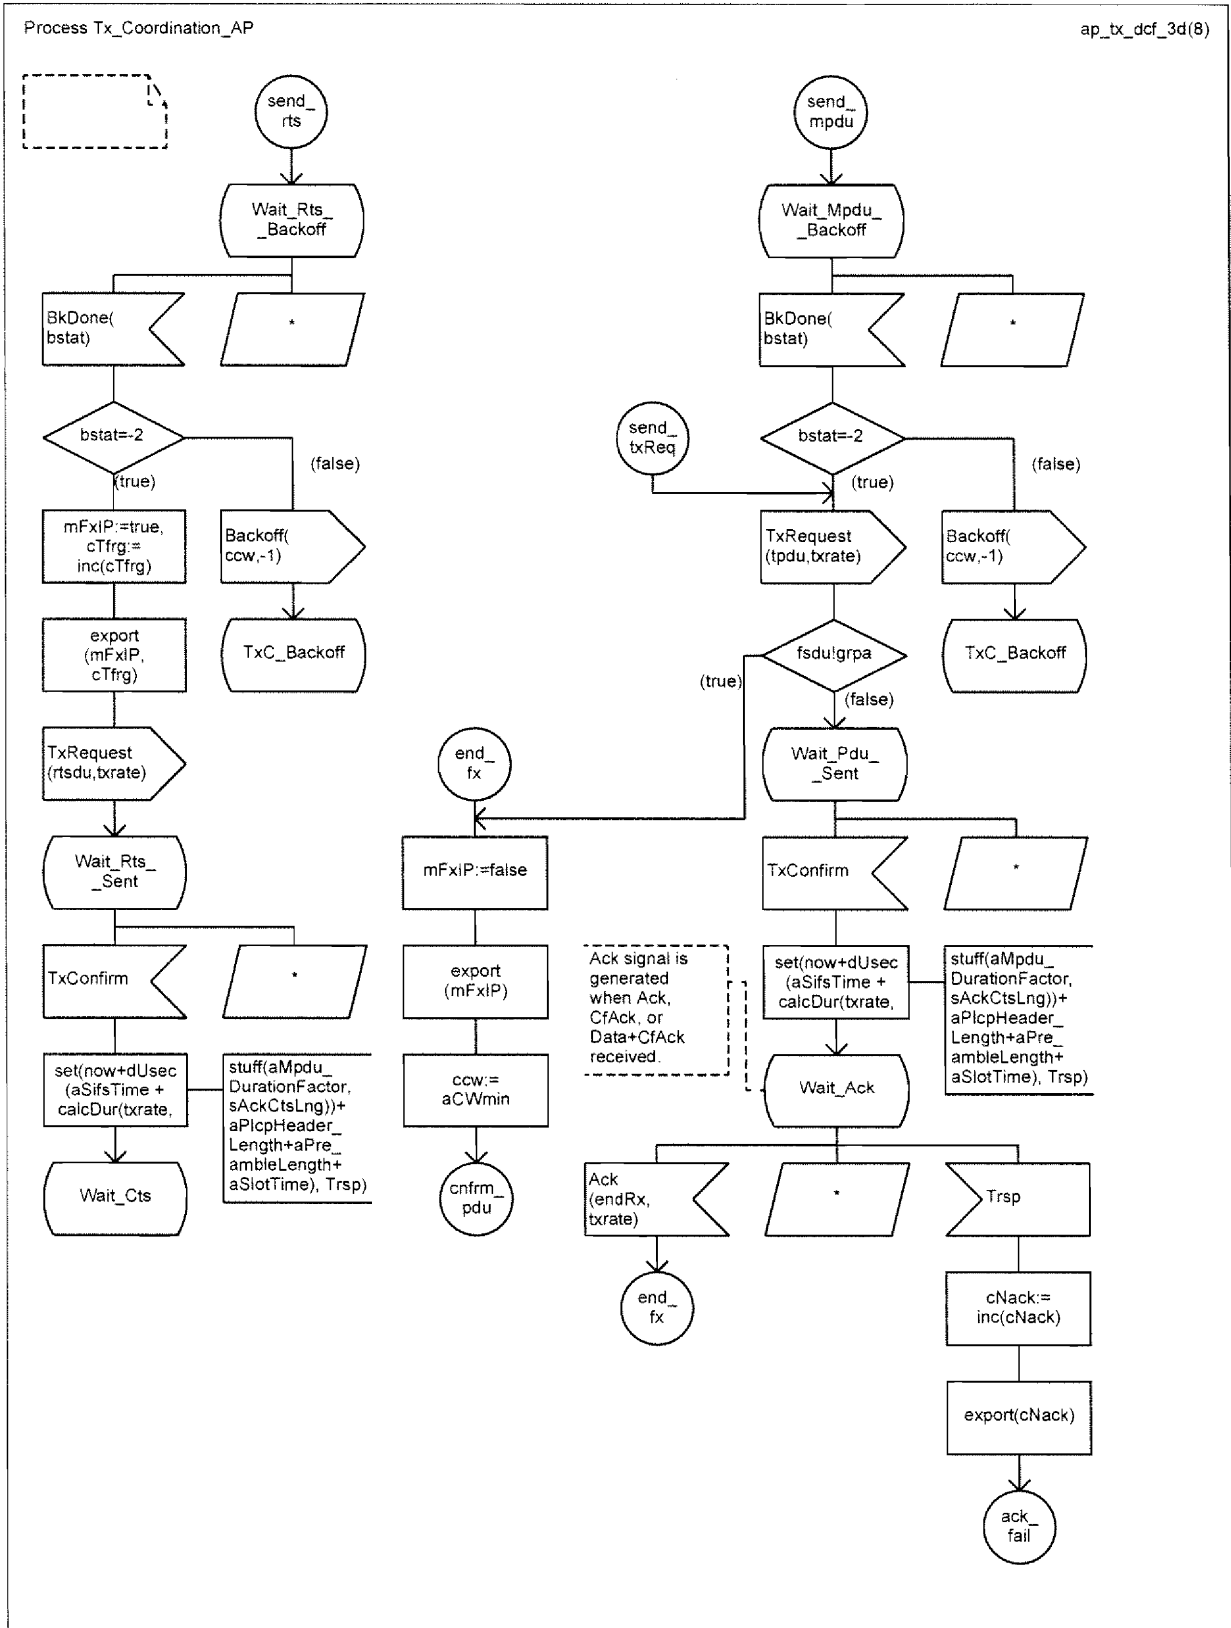 Process Tx_Coordination_AP
ap_tx_dcf_3d(8)
send_
rts
Wait_Rts_
_Backoff
BkDone(
bstat)
*
bstat=-2
(true)
(false)
mFxIP:=true,
cTfrg:=
inc(cTfrg)
Backoff(
ccw,-1)
export
(mFxIP,
cTfrg)
TxC_Backoff
TxRequest
(rtsdu,txrate)
Wait_Rts_
_Sent
TxConfirm
*
set(now+dUsec
(aSifsTime +
calcDur(txrate,
stuff(aMpdu_
DurationFactor,
sAckCtsLng))+
aPlcpHeader_
Length+aPre_
ambleLength+
aSlotTime), Trsp)
Wait_Cts
send_
mpdu
Wait_Mpdu_
_Backoff
BkDone(
bstat)
*
send_
txReq
bstat=-2
(true)
(false)
TxRequest
(tpdu,txrate)
Backoff(
ccw,-1)
TxC_Backoff
fsdu!grpa
(true)
(false)
end_
fx
mFxIP:=false
export
(mFxIP)
ccw:=
aCWmin
cnfrm_
pdu
Wait_Pdu_
_Sent
TxConfirm
*
Ack signal is
generated
when Ack,
CfAck, or
Data+CfAck
received.
set(now+dUsec
(aSifsTime +
calcDur(txrate,
stuff(aMpdu_
DurationFactor,
sAckCtsLng))+
aPlcpHeader_
Length+aPre_
ambleLength+
aSlotTime), Trsp)
Wait_Ack
Ack
(endRx,
txrate)
*
Trsp
end_
fx
cNack:=
inc(cNack)
export(cNack)
ack_
fail